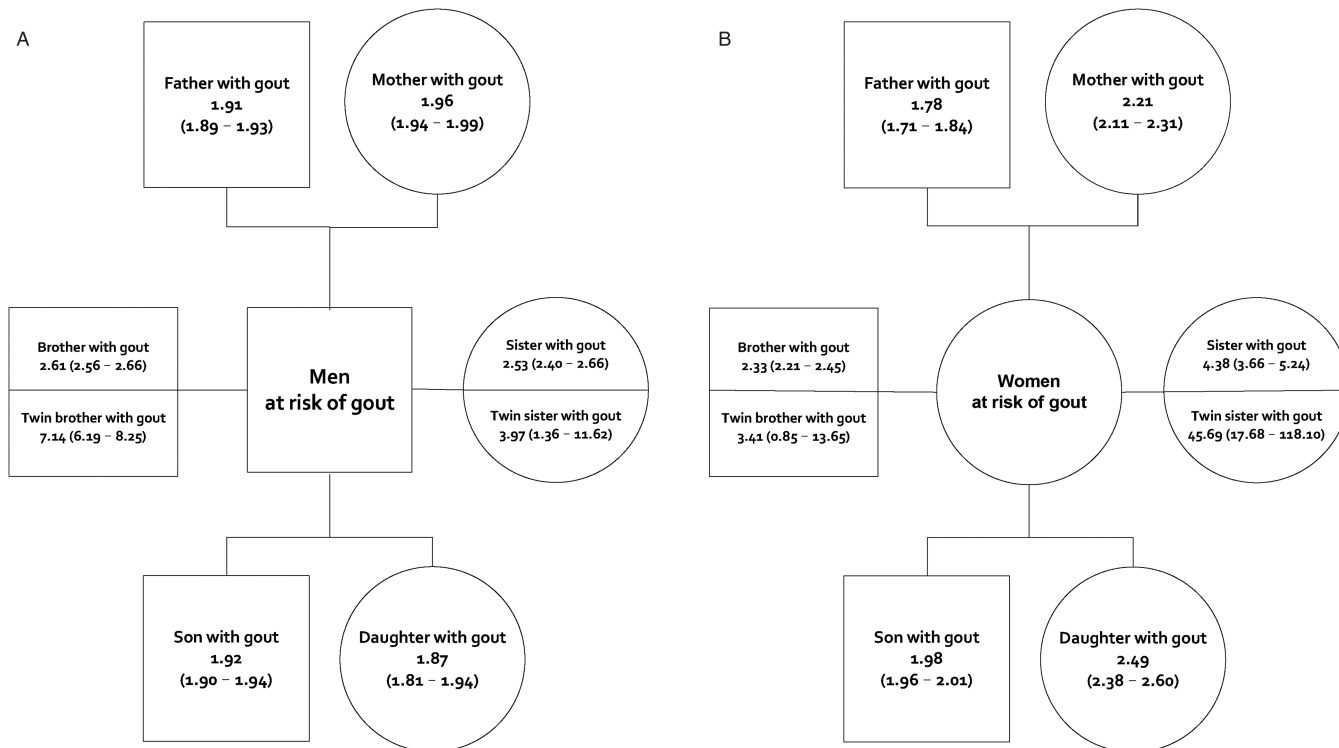 A
Father with gout
1.91
(1.89 – 1.93)
Mother with gout
1.96
(1.94 – 1.99)
Brother with gout
2.61 (2.56 – 2.66)
Twin brother with gout
7.14 (6.19 – 8.25)
Men
at risk of gout
Sister with gout
2.53 (2.40 – 2.66)
Twin sister with gout
3.97 (1.36 – 11.62)
Son with gout
1.92
(1.90 – 1.94)
Daughter with gout
1.87
(1.81 – 1.94)
B
Father with gout
1.78
(1.71 – 1.84)
Mother with gout
2.21
(2.11 – 2.31)
Brother with gout
2.33 (2.21 – 2.45)
Twin brother with gout
3.41 (0.85 – 13.65)
Women
at risk of gout
Sister with gout
4.38 (3.66 – 5.24)
Twin sister with gout
45.69 (17.68 – 118.10)
Son with gout
1.98
(1.96 – 2.01)
Daughter with gout
2.49
(2.38 – 2.60)